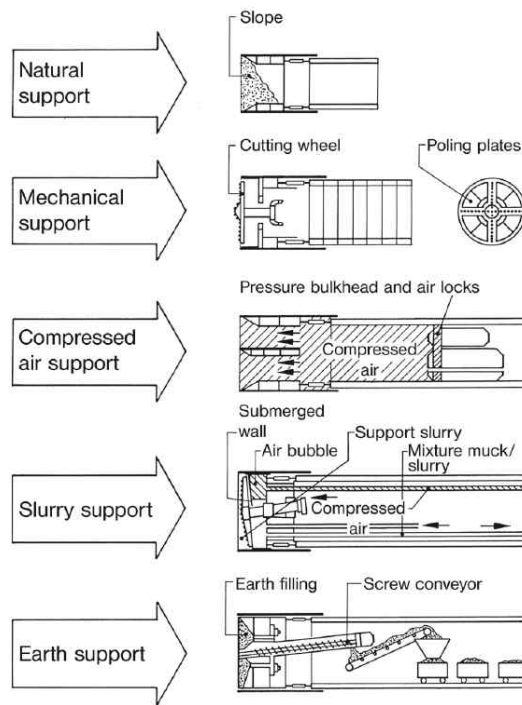 Slope
Natural
support
Cutting wheel
Poling plates
Mechanical
support
Pressure bulkhead and air locks
Compressed
air support
Compressed
air
Submerged
wall
Support slurry
Air bubble
Mixture muck/
slurry
Slurry support
Compressed
air
Earth filling
Screw conveyor
Earth support